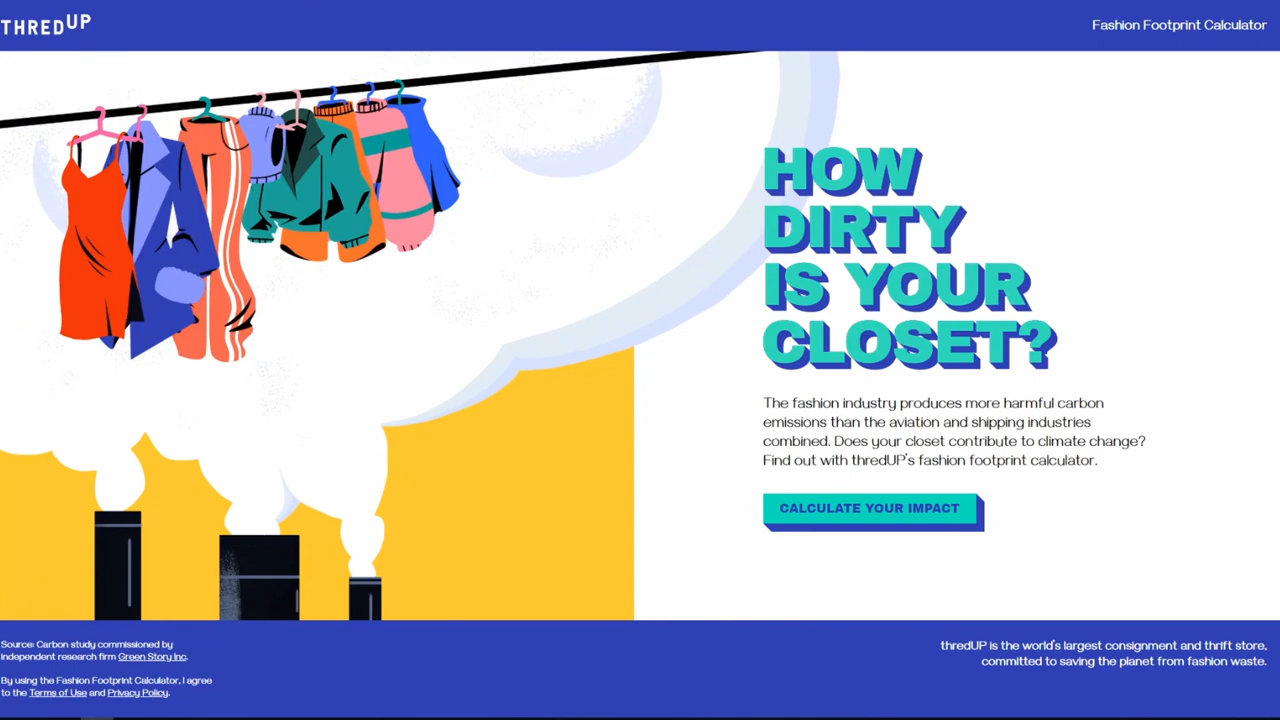 THREDUP
Fashion Footprint Calculator
HOW
DIRTY
IS YOUR
CLOSET?
The fashion industry produces more harmful carbon
emissions than the aviation and shipping industries
combined. Does your closet contribute to climate change?
Find out with thredUP's fashion footprint calculator.
CALCULATE YOUR IMPACT
Source: Carbon study commissioned by
independent research firm Green Story Inc.
By using the Fashion Footprint Calculator, I agree
to the Terms of Use and Privacy Policy.
thredUP is the world's largest consignment and thrift store,
committed to saving the planet from fashion waste.